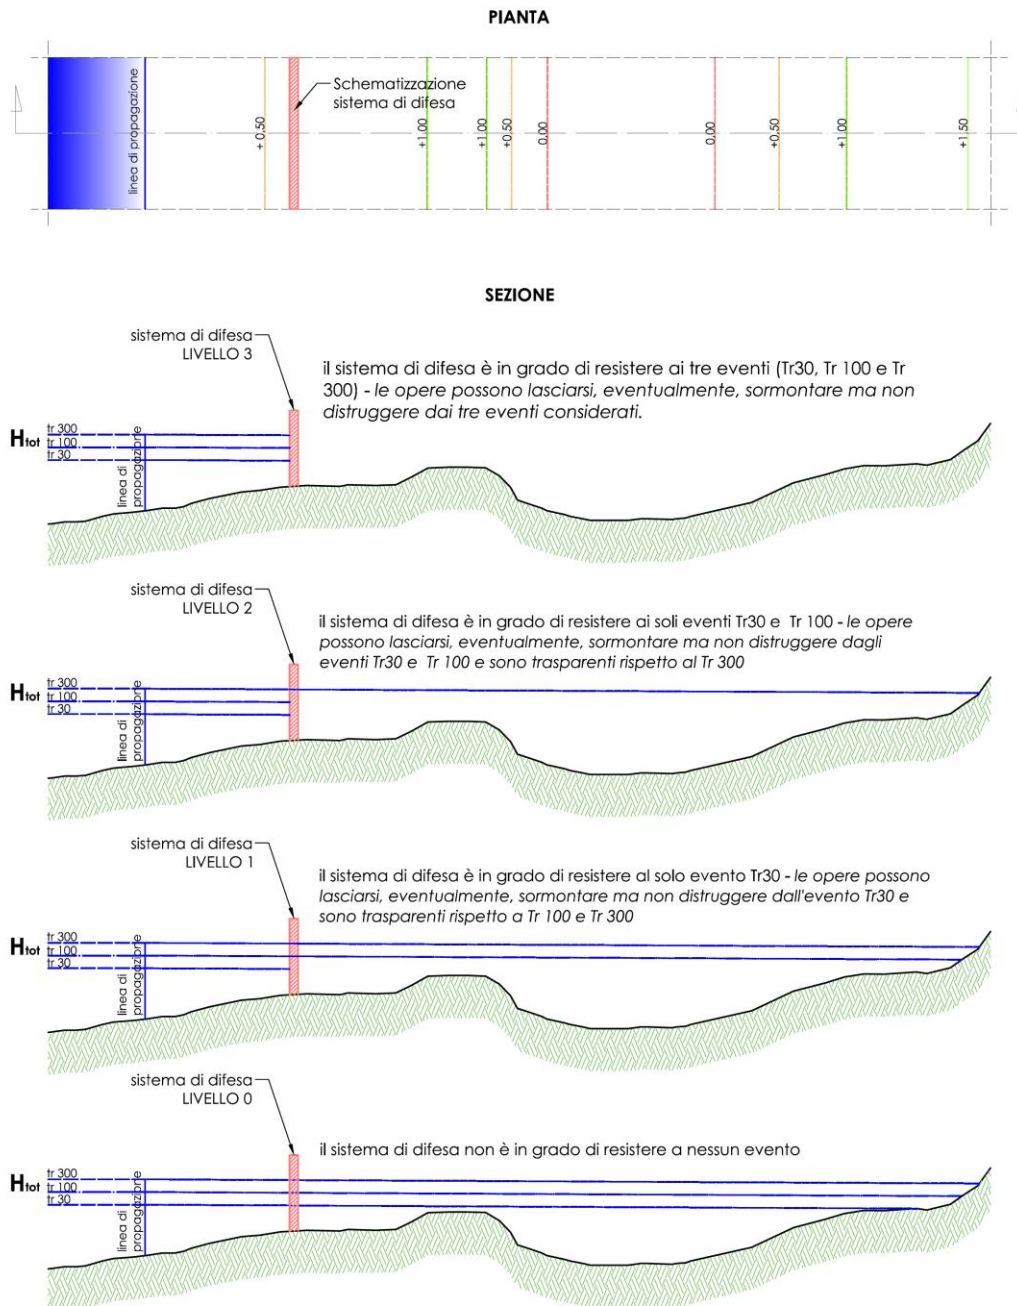 PIANTA
linea di propagazione
+ 0,50
Schematizzazione
sistema di difesa
+1.00
+1.00
+0.50
0,00
0,00
+0,50
+1,00
+1,50
SEZIONE
sistema di difesa
LIVELLO 3
il sistema di difesa è in grado di resistere ai tre eventi (Tr30, Tr 100 e Tr
300) - le opere possono lasciarsi, eventualmente, sormontare ma non
distruggere dai tre eventi considerati.
Htot
tr 300
tr 100
tr 30
linea di
propagazione
sistema di difesa
LIVELLO 2
il sistema di difesa è in grado di resistere ai soli eventi Tr30 e Tr 100 - le opere
possono lasciarsi, eventualmente, sormontare ma non distruggere dagli
eventi Tr30 e Tr 100 e sono trasparenti rispetto al Tr 300
Htot
tr 300
tr 100
tr 30
linea di
propagazione
sistema di difesa
LIVELLO 1
il sistema di difesa è in grado di resistere al solo evento Tr30 - le opere possono
lasciarsi, eventualmente, sormontare ma non distruggere dall'evento Tr30 e
sono trasparenti rispetto a Tr 100 e Tr 300
Htot
tr 300
tr 100
tr 30
linea di
propagazione
sistema di difesa
LIVELLO 0
il sistema di difesa non è in grado di resistere a nessun evento
Htot
tr 300
tr 100
tr 30
linea di
propagazione